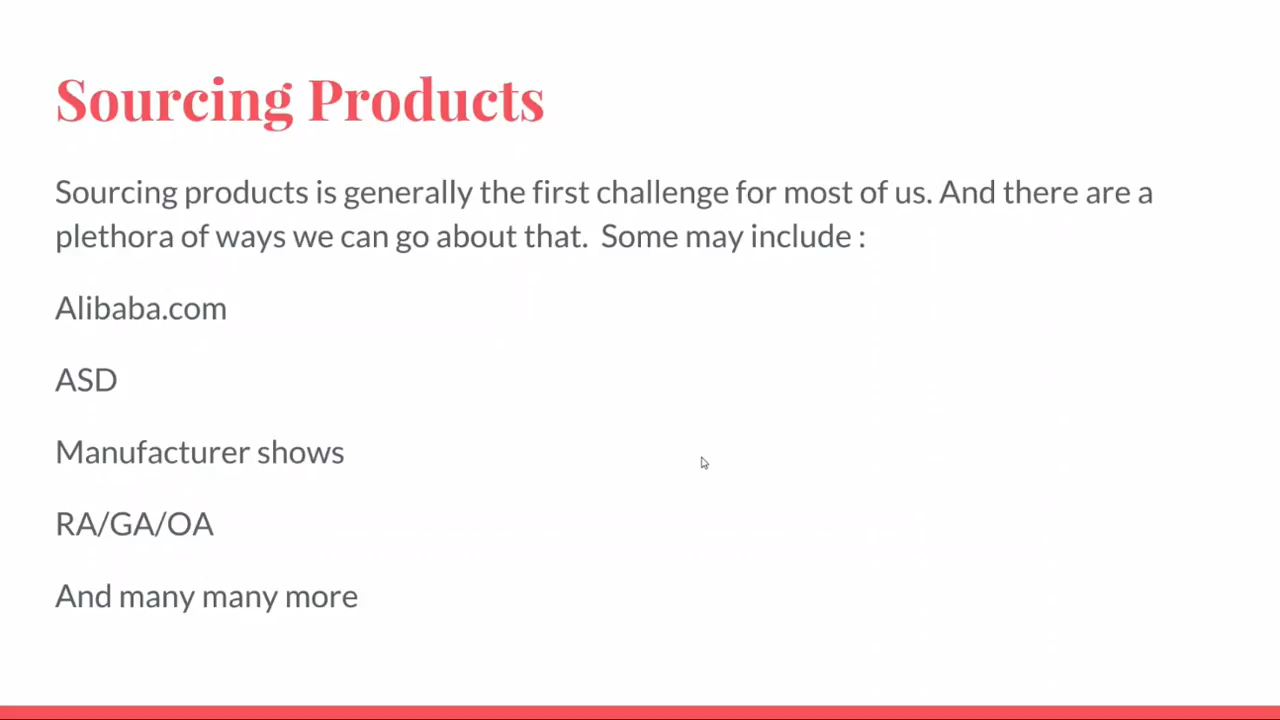 Sourcing Products
Sourcing products is generally the first challenge for most of us. And there are a
plethora of ways we can go about that.  Some may include :
Alibaba.com
ASD
Manufacturer shows
RA/GA/OA
And many many more